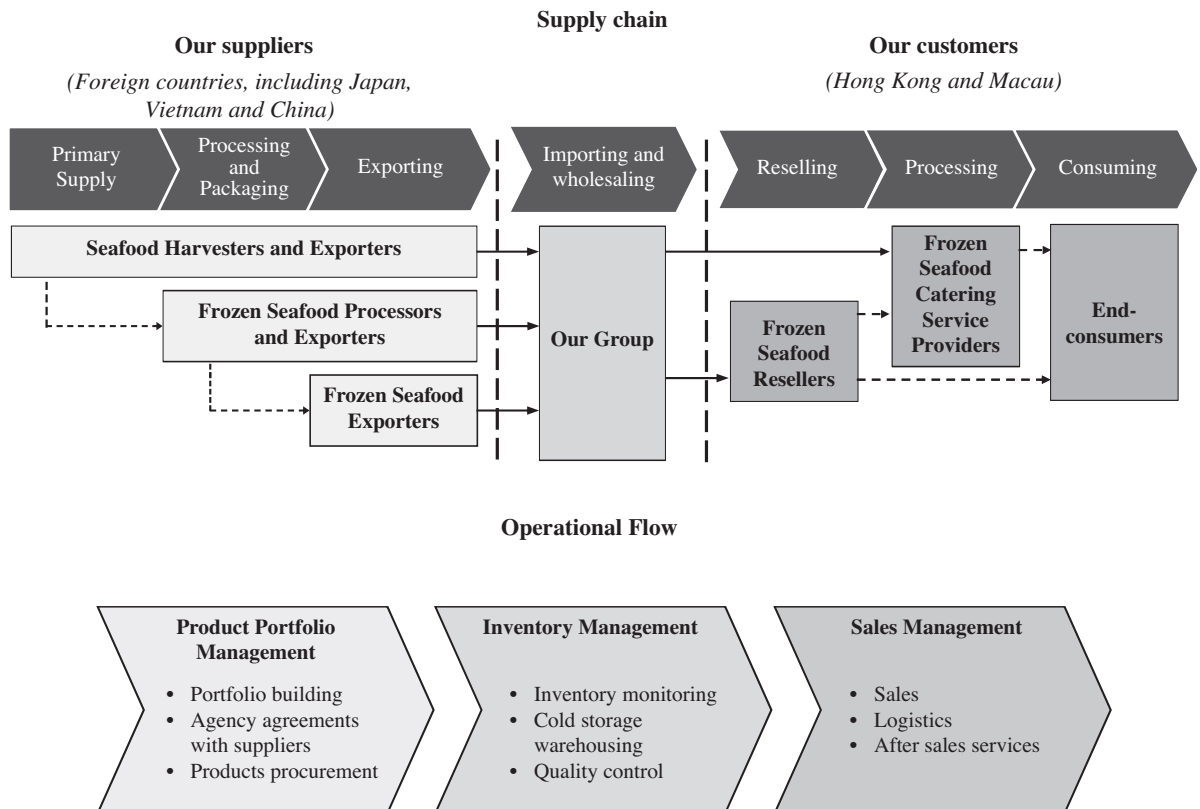 Supply chain
Our suppliers
(Foreign countries, including Japan,
Vietnam and China)
Our customers
(Hong Kong and Macau)
Primary
Supply
Processing
and
Packaging
Exporting
Importing and
wholesaling
Reselling
Processing
Consuming
Seafood Harvesters and Exporters
Frozen Seafood Processors
and Exporters
Frozen Seafood
Exporters
Our Group
Frozen
Seafood
Resellers
Frozen
Seafood
Catering
Service
Providers
End-
consumers
Operational Flow
Product Portfolio
Management
• Portfolio building
• Agency agreements
with suppliers
• Products procurement
Inventory Management
• Inventory monitoring
• Cold storage
warehousing
• Quality control
Sales Management
• Sales
• Logistics
• After sales services